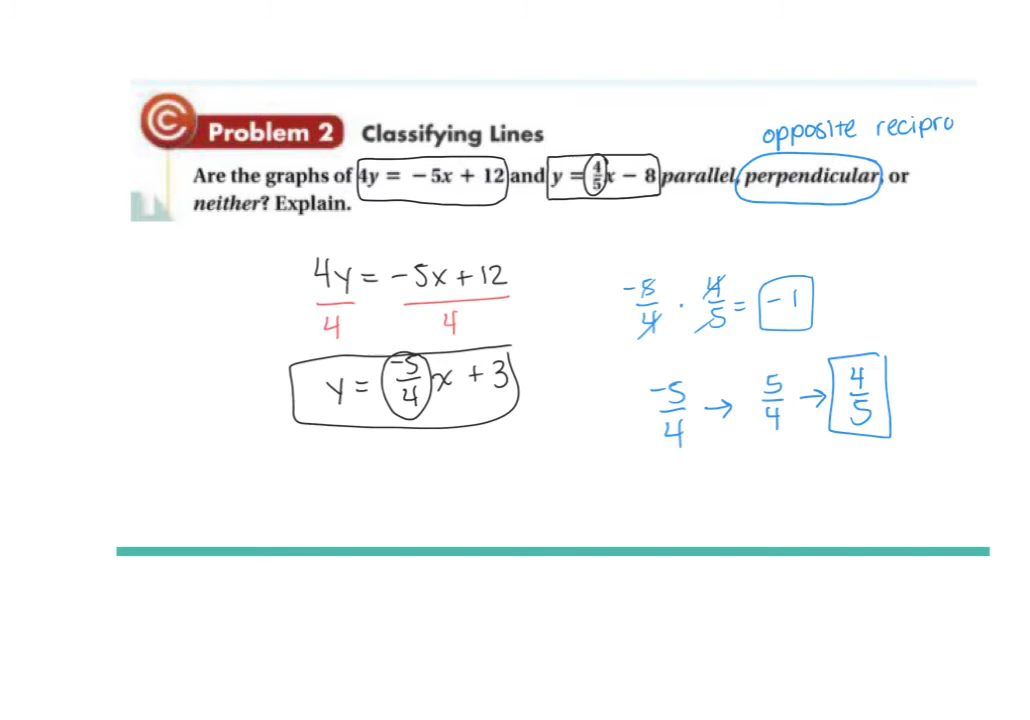 opposite recipro
C Problem 2 Classifying Lines
Are the graphs of 4y = −5x + 12 and y = 4/5x − 8 parallel, perpendicular, or
neither? Explain.
4y = -5x + 12
4 4
y = -5/4 x + 3
-5/4 · 4/5 = -1
-5/4 → 5/4 → 4/5